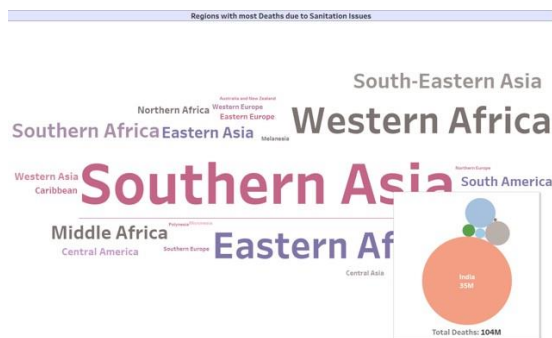 Regions with most Deaths due to Sanitation Issues
South-Eastern Asia
Australia and New Zealand
Northern Africa
Western Europe
Eastern Europe
Western Africa
Southern Africa
Eastern Asia
Melanesia
Northern Europe
Western Asia
Southern Asia
South America
Caribbean
Polynesia
Middle Africa
Central America
Southern Europe
Eastern Af
Central Asia
India
35M
Total Deaths: 104M